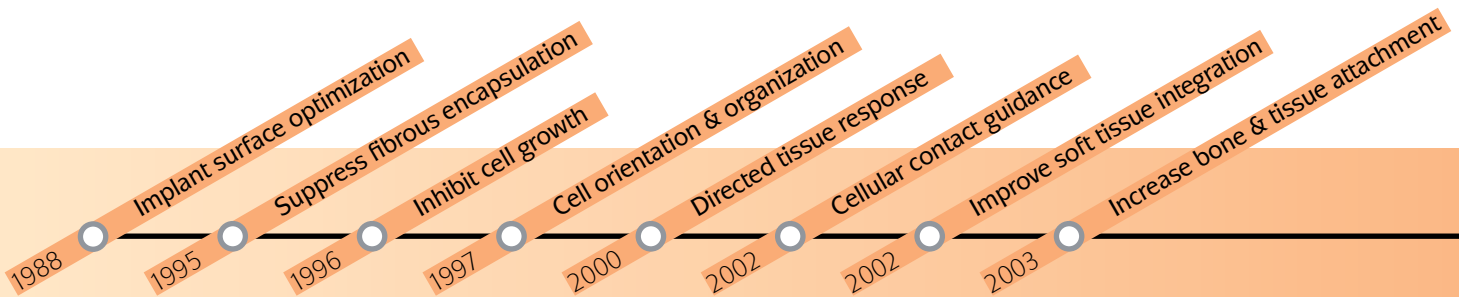 1988 Implant surface optimization
1995 Suppress fibrous encapsulation
1996 Inhibit cell growth
1997 Cell orientation & organization
2000 Directed tissue response
2002 Cellular contact guidance
2002 Improve soft tissue integration
2003 Increase bone & tissue attachment